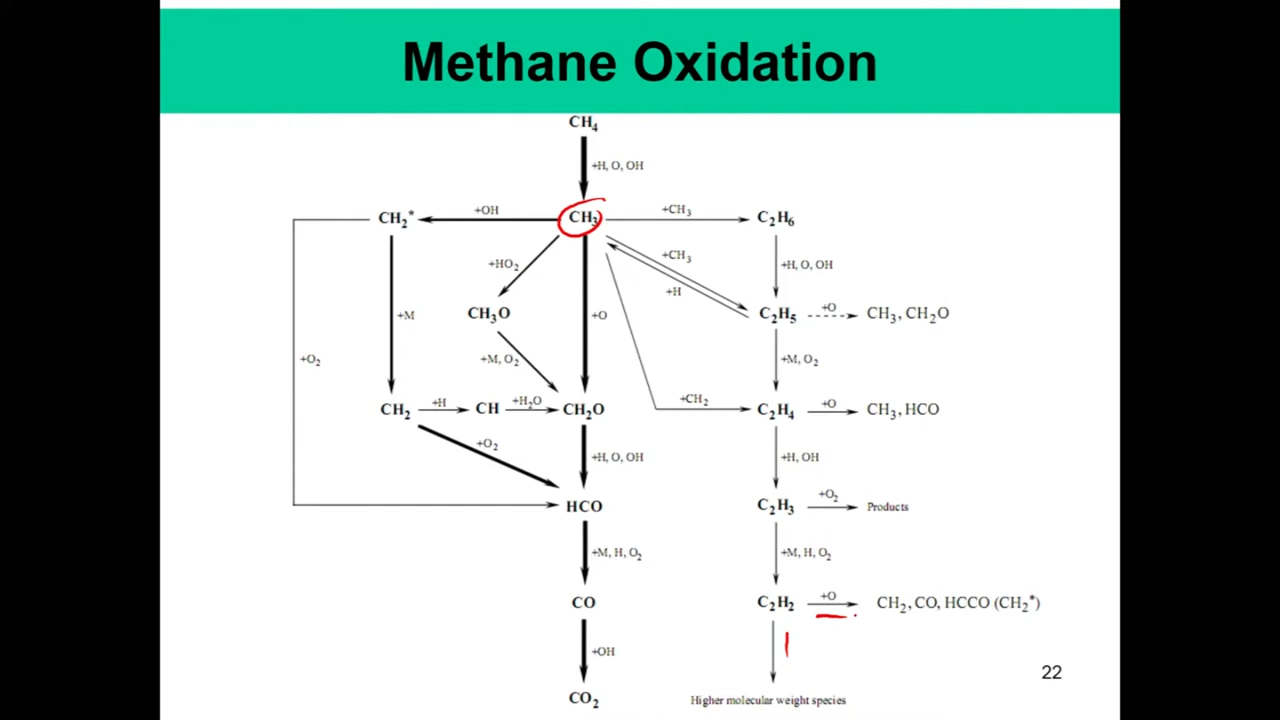 Methane Oxidation
CH₄
+H, O, OH
CH₂* +OH CH₃ +CH₃ C₂H₆
+HO₂ +CH₃ +H, O, OH
+H
+M CH₃O +O C₂H₅ +O CH₃, CH₂O
+O₂ +M, O₂ +M, O₂
CH₂ +H CH +H₂O CH₂O +CH₂ C₂H₄ +O CH₃, HCO
+O₂ +H, O, OH +H, OH
HCO C₂H₃ +O₂ Products
+M, H, O₂ +M, H, O₂
CO C₂H₂ +O CH₂, CO, HCCO (CH₂*)
+OH
CO₂ Higher molecular weight species
22